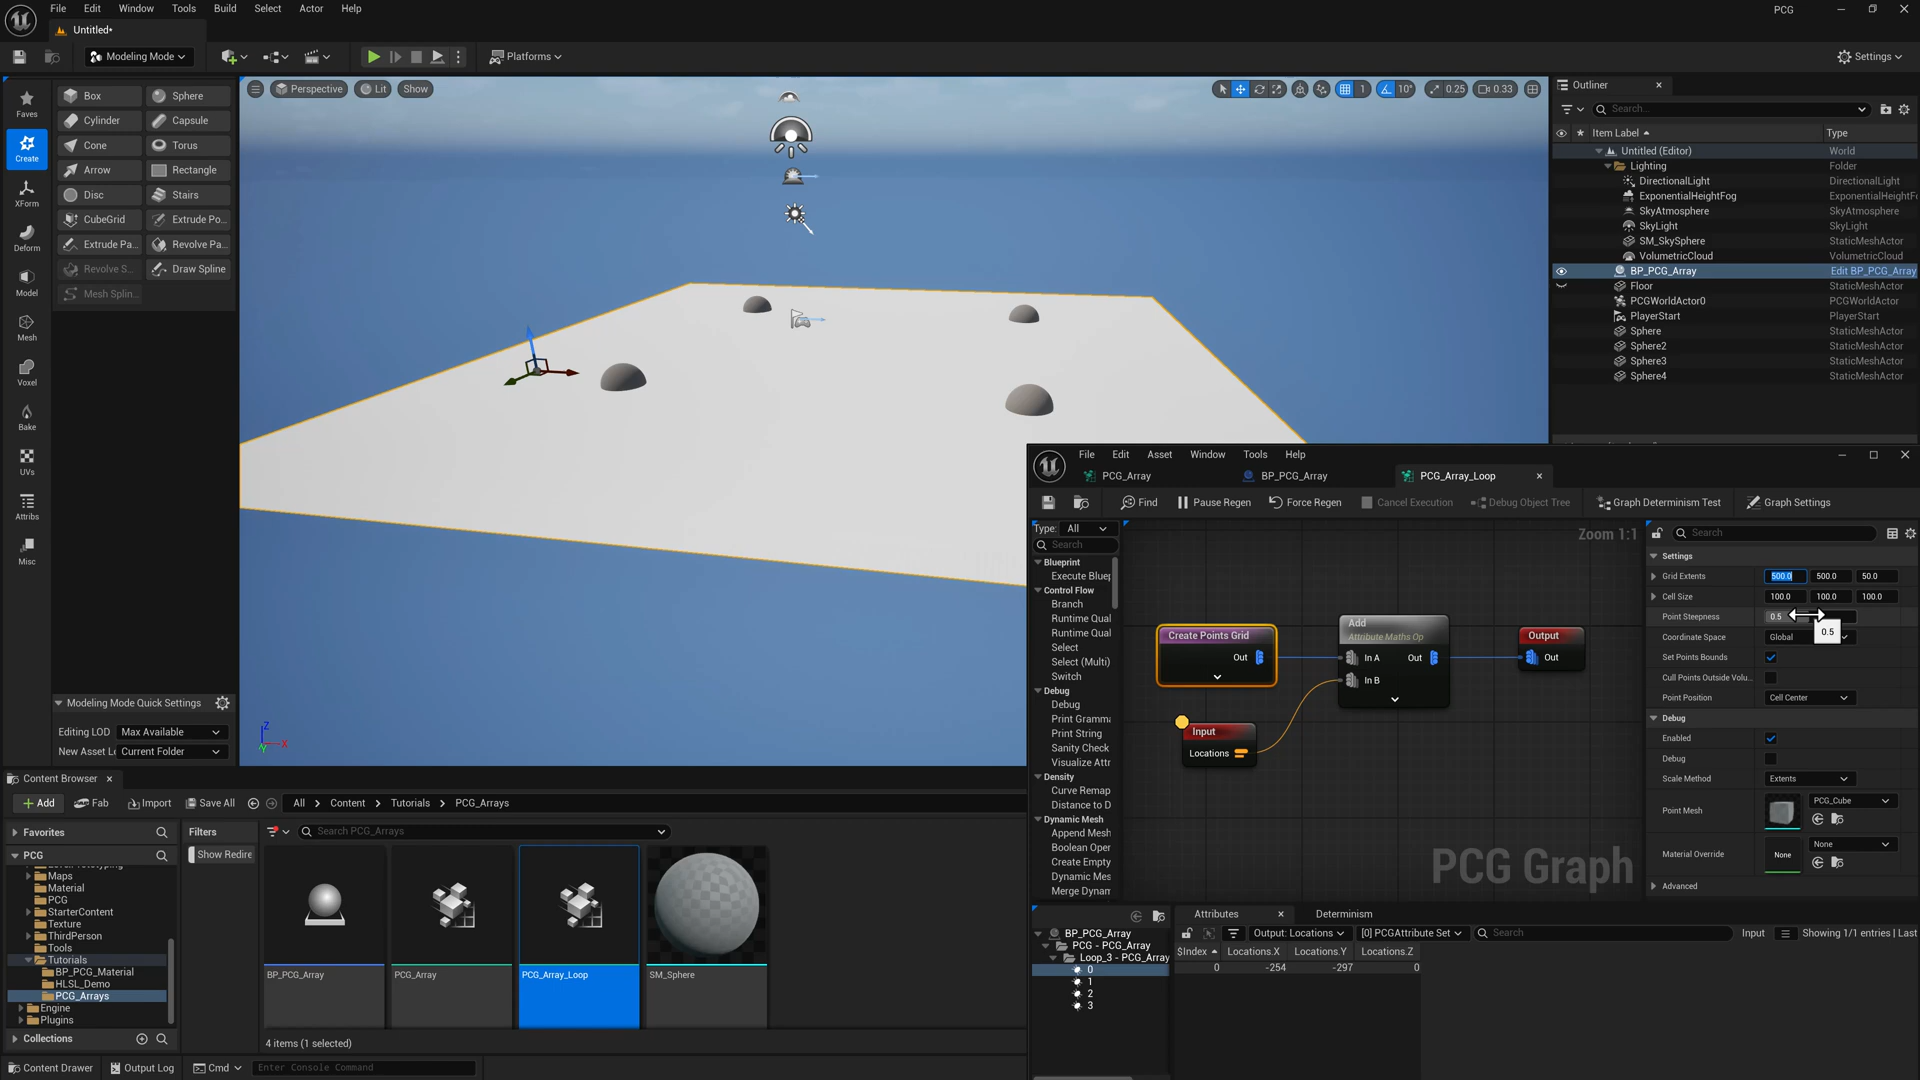 File Edit Window Tools Build Select Actor Help
PCG
Untitled*
Modeling Mode
Platforms
Settings
Faves
Create
XForm
Deform
Model
Mesh
Voxel
Bake
UVs
Attribs
Misc
Box Sphere
Cylinder Capsule
Cone Torus
Arrow Rectangle
Disc Stairs
CubeGrid Extrude Po...
Extrude Pa... Revolve Pa...
Revolve S... Draw Spline
Mesh Splin...
Modeling Mode Quick Settings
Editing LOD Max Available
New Asset Lo Current Folder
Perspective Lit Show
1 10° 0.25 0.33
Z
X
Y
Outliner
Search...
Item Label Type
Untitled (Editor) World
Lighting Folder
DirectionalLight DirectionalLight
ExponentialHeightFog ExponentialHeightF
SkyAtmosphere SkyAtmosphere
SkyLight SkyLight
SM_SkySphere StaticMeshActor
VolumetricCloud VolumetricCloud
BP_PCG_Array Edit BP_PCG_Array
Floor StaticMeshActor
PCGWorldActor0 PCGWorldActor
PlayerStart PlayerStart
Sphere StaticMeshActor
Sphere2 StaticMeshActor
Sphere3 StaticMeshActor
Sphere4 StaticMeshActor
File Edit Asset Window Tools Help
PCG_Array BP_PCG_Array PCG_Array_Loop
Find Pause Regen Force Regen Cancel Execution Debug Object Tree Graph Determinism Test Graph Settings
Type: All
Search
Blueprint
Execute Bluep
Control Flow
Branch
Runtime Qual
Runtime Qual
Select
Select (Multi)
Switch
Debug
Debug
Print Gramma
Print String
Sanity Check
Visualize Attr
Density
Curve Remap
Distance to D
Dynamic Mesh
Append Mesh
Boolean Oper
Create Empty
Dynamic Mes
Merge Dynam
Zoom 1:1
Create Points Grid
Out
Input
Locations
Add
Attribute Maths Op
In A Out
In B
Output
Out
PCG Graph
Search
Settings
Grid Extents 500.0 500.0 50.0
Cell Size 100.0 100.0 100.0
Point Steepness 0.5
0.5
Coordinate Space Global
Set Points Bounds
Cull Points Outside Volu...
Point Position Cell Center
Debug
Enabled
Debug
Scale Method Extents
Point Mesh PCG_Cube
Material Override None None
Advanced
BP_PCG_Array
PCG - PCG_Array
Loop_3 - PCG_Array
0
1
2
3
Attributes Determinism
Output: Locations [0] PCGAttribute Set Search Input Showing 1/1 entries | Last
$Index Locations.X Locations.Y Locations.Z
0 -254 -297 0
Content Browser
Add Fab Import Save All All Content Tutorials PCG_Arrays
Favorites
PCG
Maps
Material
PCG
StarterContent
Texture
ThirdPerson
Tools
Tutorials
BP_PCG_Material
HLSL_Demo
PCG_Arrays
Engine
Plugins
Collections
Filters
Show Redire
Search PCG_Arrays
BP_PCG_Array PCG_Array PCG_Array_Loop SM_Sphere
4 items (1 selected)
Content Drawer Output Log Cmd Enter Console Command